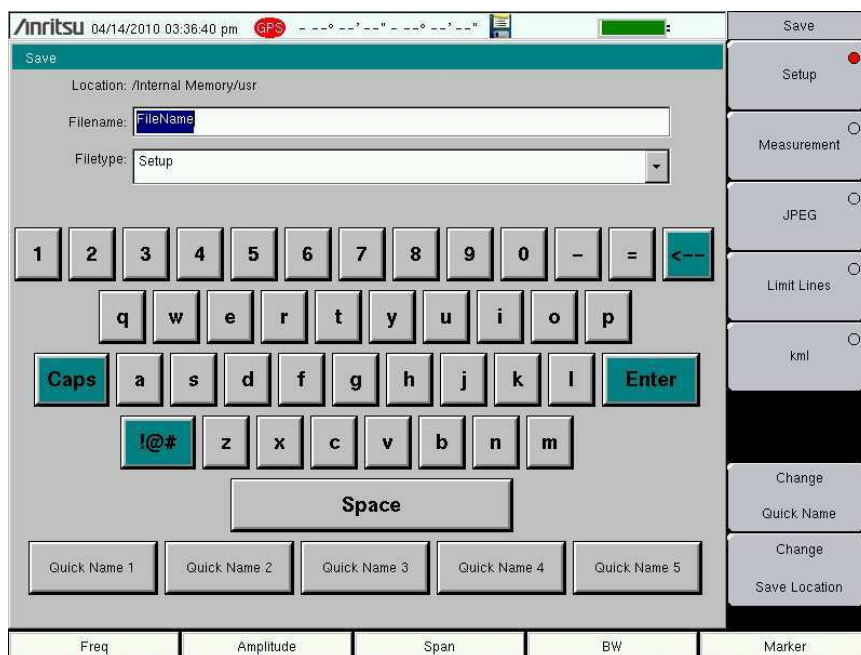 /Inritsu 04/14/2010 03:36:40 pm GPS - --° --'--" - --° --'--"
Save
Save
Location: /Internal Memory/usr
Filename: FileName
Filetype: Setup
1 2 3 4 5 6 7 8 9 0 - = <--
q w e r t y u i o p
Caps a s d f g h j k l Enter
!@# z x c v b n m
Space
Quick Name 1 Quick Name 2 Quick Name 3 Quick Name 4 Quick Name 5
Setup
Measurement
JPEG
Limit Lines
kml
Change
Quick Name
Change
Save Location
Freq Amplitude Span BW Marker